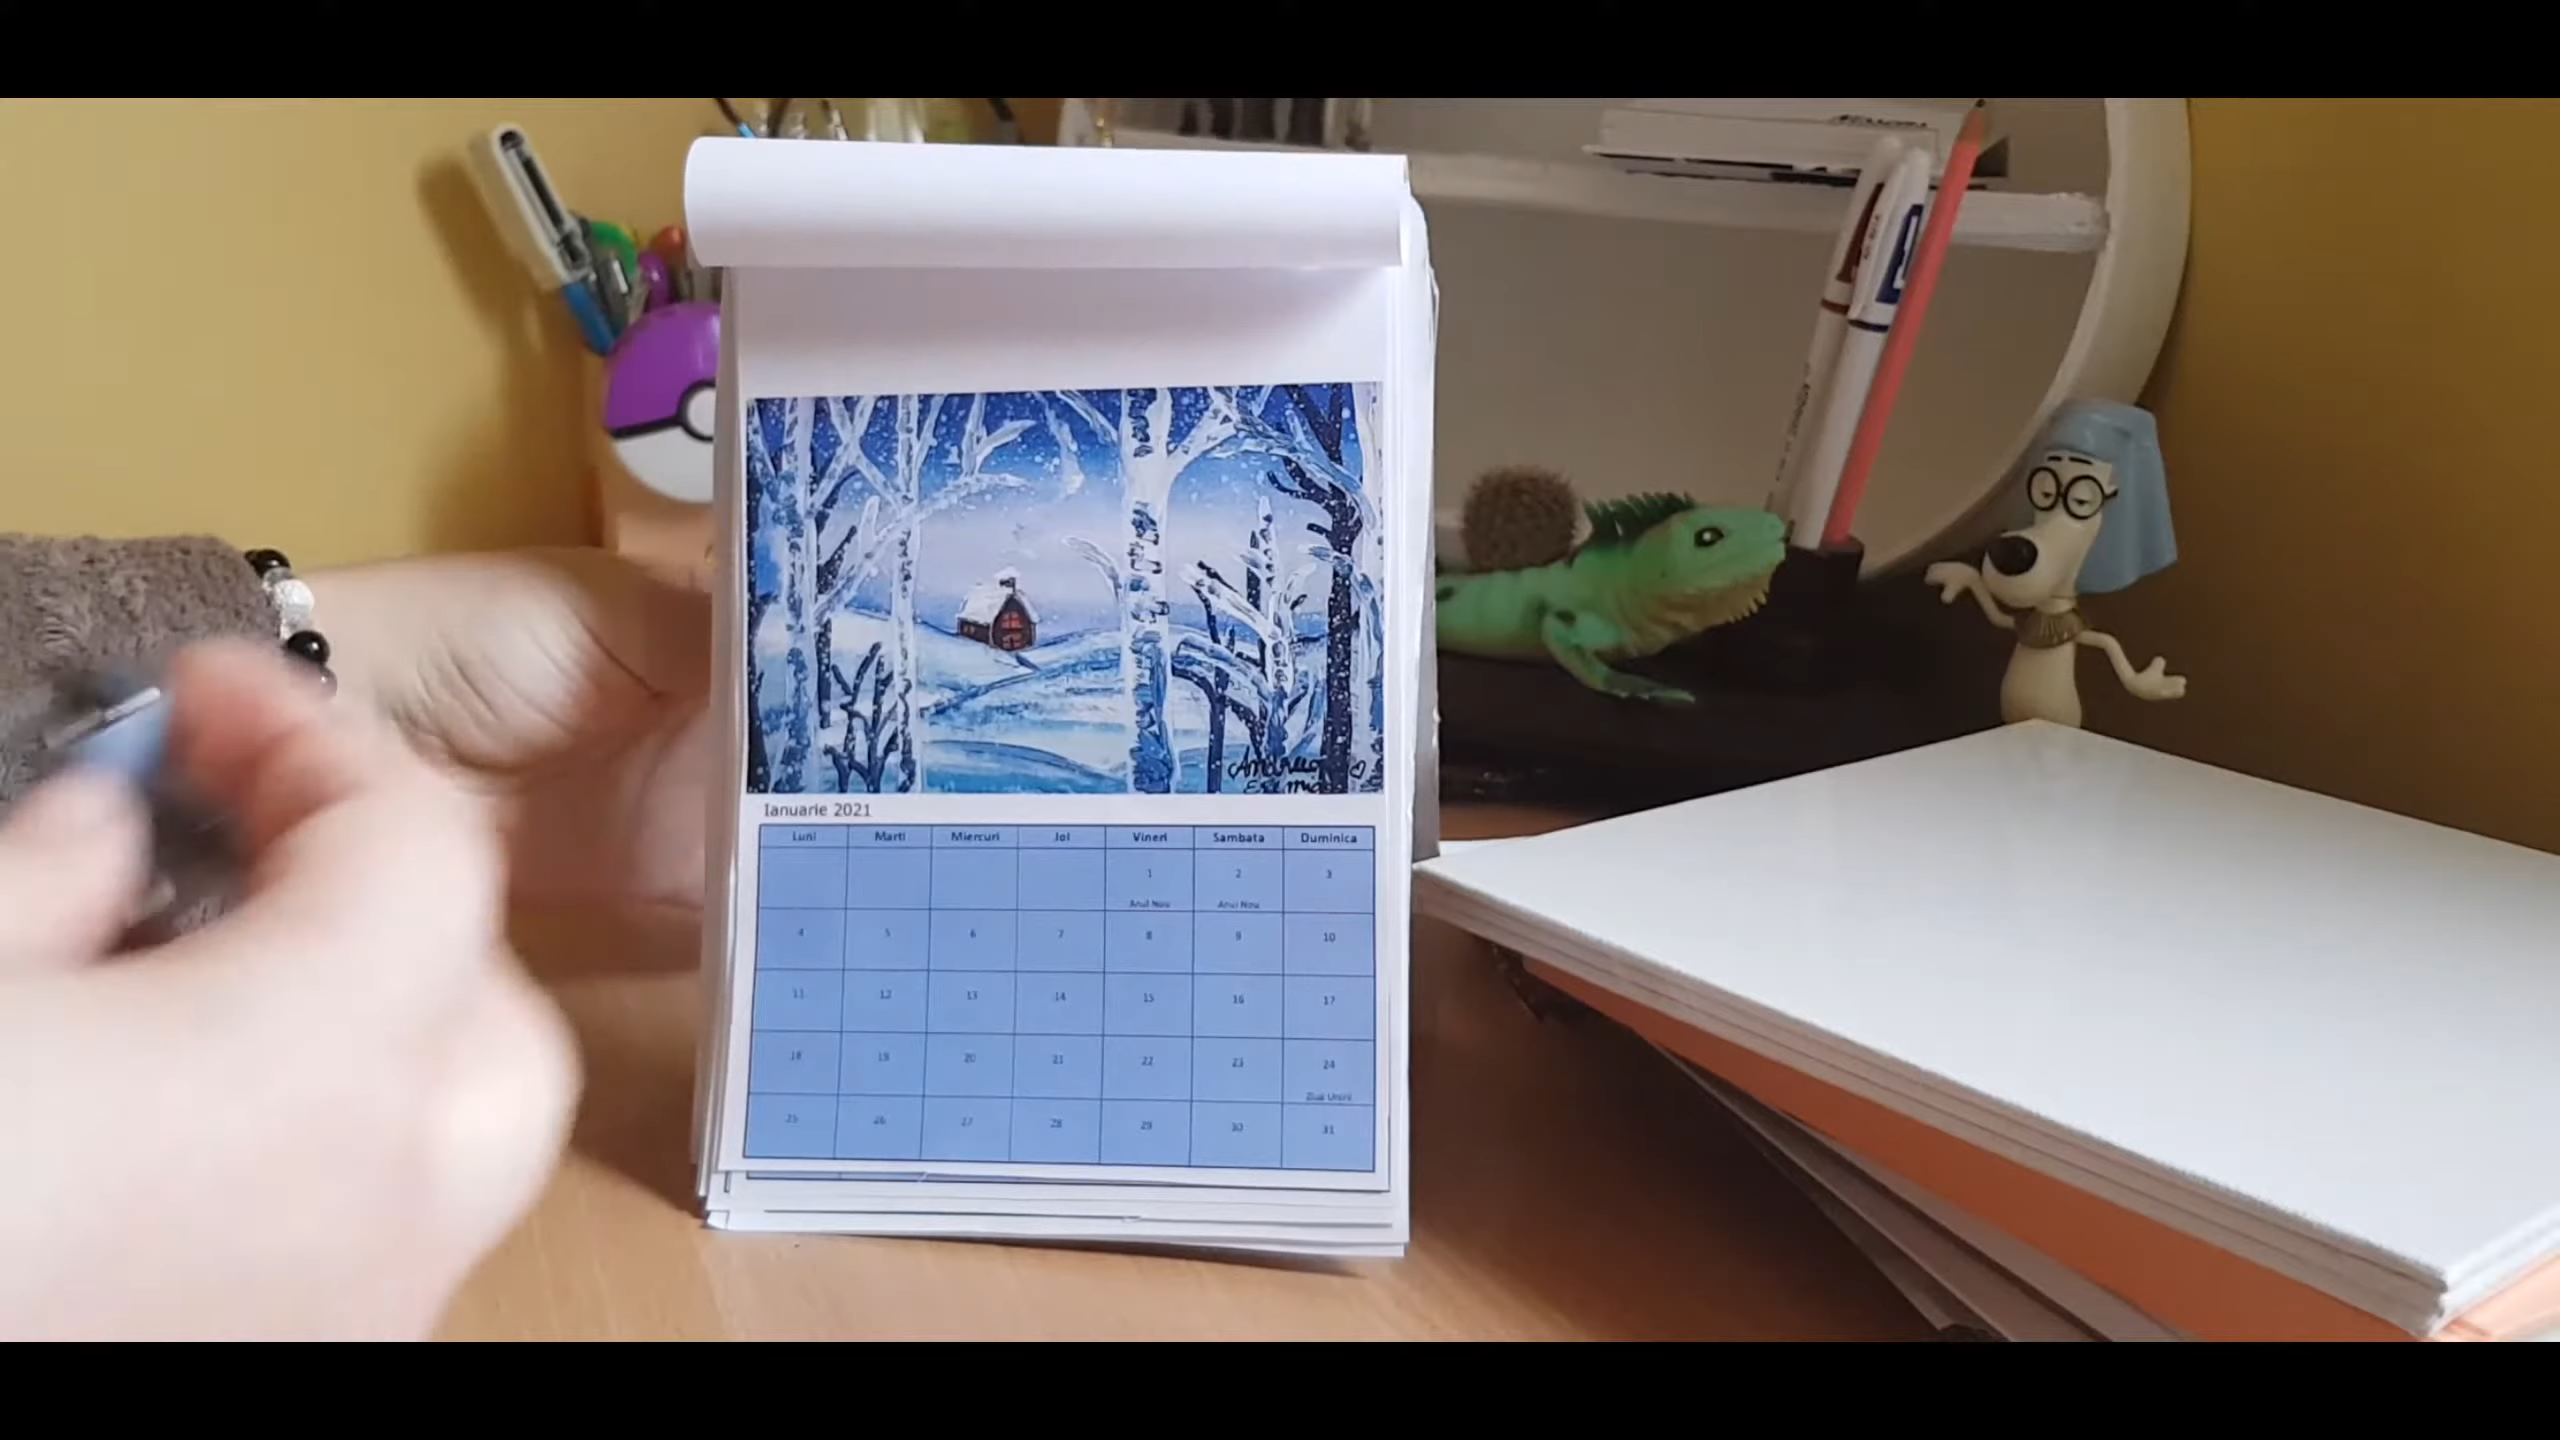 Ianuarie 2021
Luni Marti Miercuri Joi Vineri Sambata Duminica
1 2 3
Anul Nou Anul Nou
4 5 6 7 8 9 10
11 12 13 14 15 16 17
18 19 20 21 22 23 24
Ziua Unirii
25 26 27 28 29 30 31